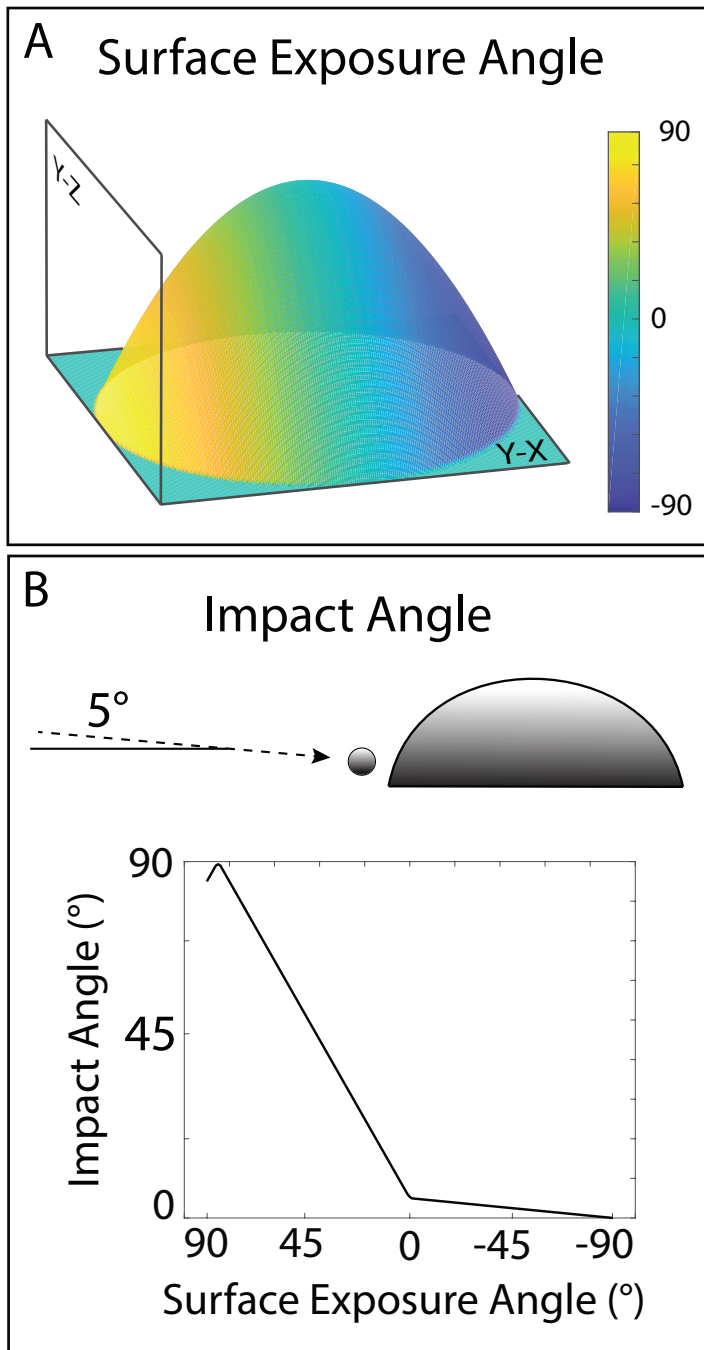 A
Surface Exposure Angle
Y-Z
90
0
-90
Y-X
B
Impact Angle
5°
90
45
0
Impact Angle (°)
90 45 0 -45 -90
Surface Exposure Angle (°)